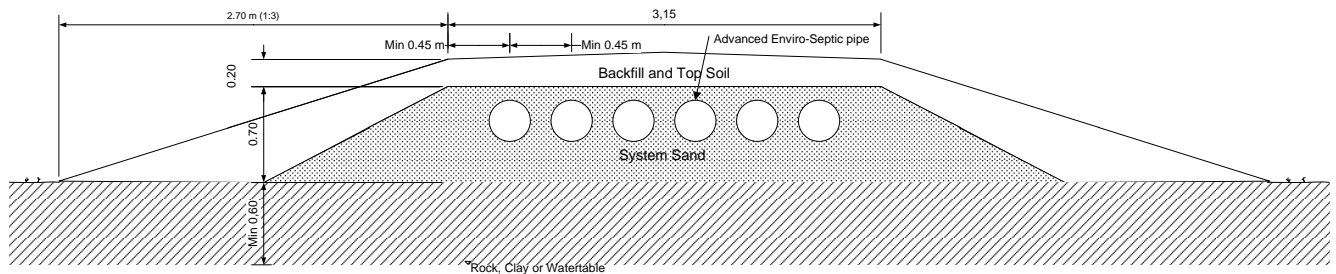 2.70 m (1:3)
3,15
Min 0.45 m
Min 0.45 m
Advanced Enviro-Septic pipe
0.20
Backfill and Top Soil
0.70
System Sand
Min 0.60
Rock, Clay or Watertable